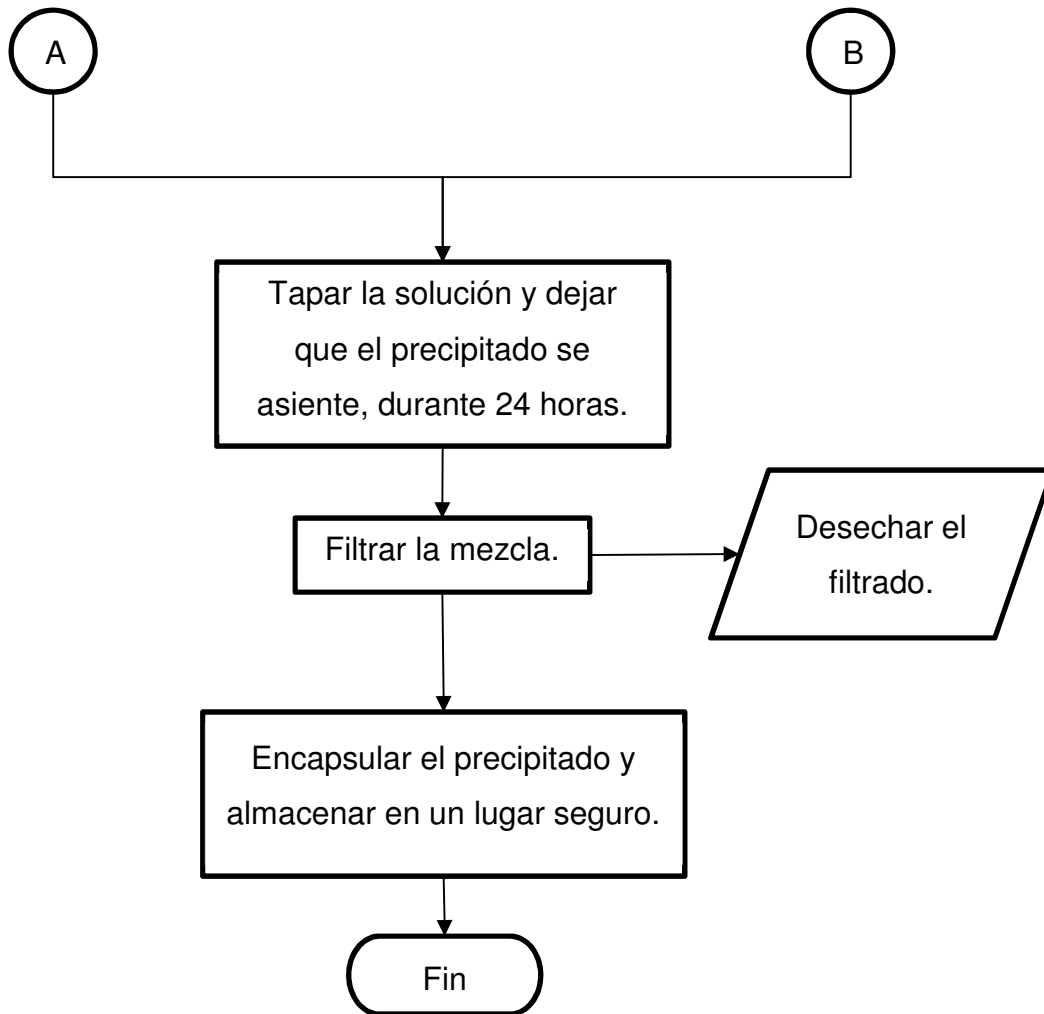 A
B
Tapar la solución y dejar
que el precipitado se
asiente, durante 24 horas.
Filtrar la mezcla.
Desechar el
filtrado.
Encapsular el precipitado y
almacenar en un lugar seguro.
Fin